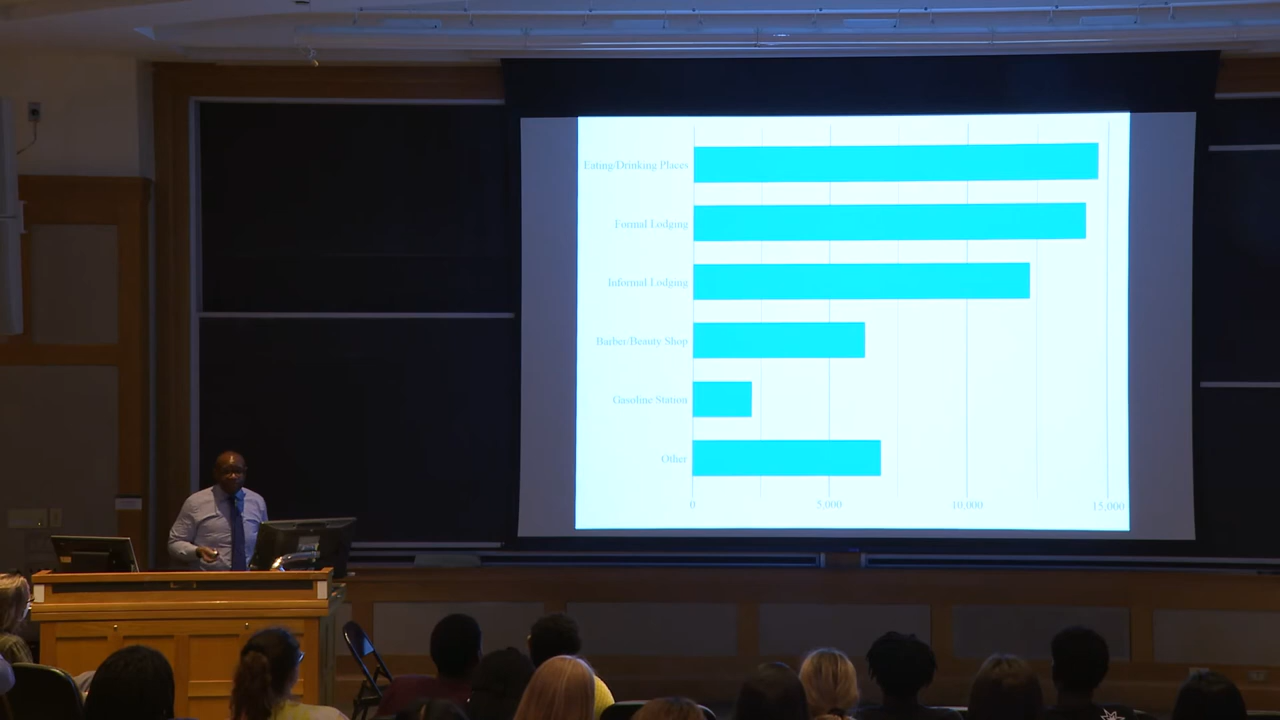 Eating/Drinking Places
Formal Lodging
Informal Lodging
Barber/Beauty Shop
Gasoline Station
Other
0 5,000 10,000 15,000